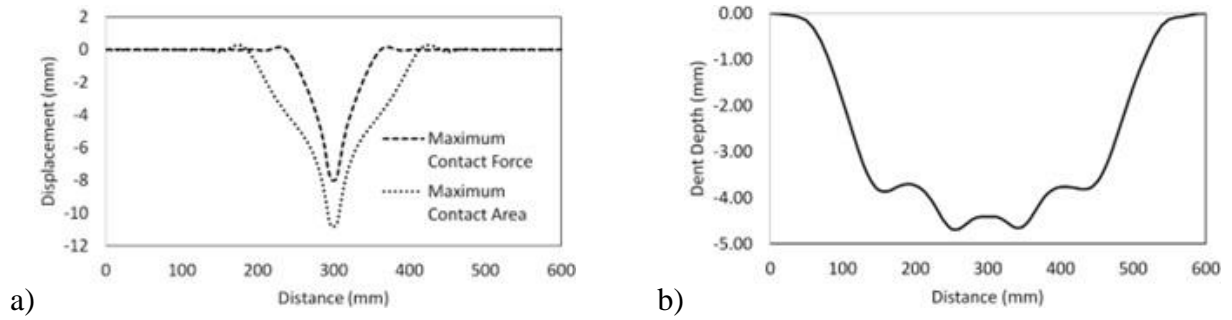 2
0
-2
-4
-6
-8
-10
-12
Displacement (mm)
0 100 200 300 400 500 600
Distance (mm)
Maximum
Contact Force
Maximum
Contact Area
a)
0.00
-1.00
-2.00
-3.00
-4.00
-5.00
Dent Depth (mm)
0 100 200 300 400 500 600
Distance (mm)
b)